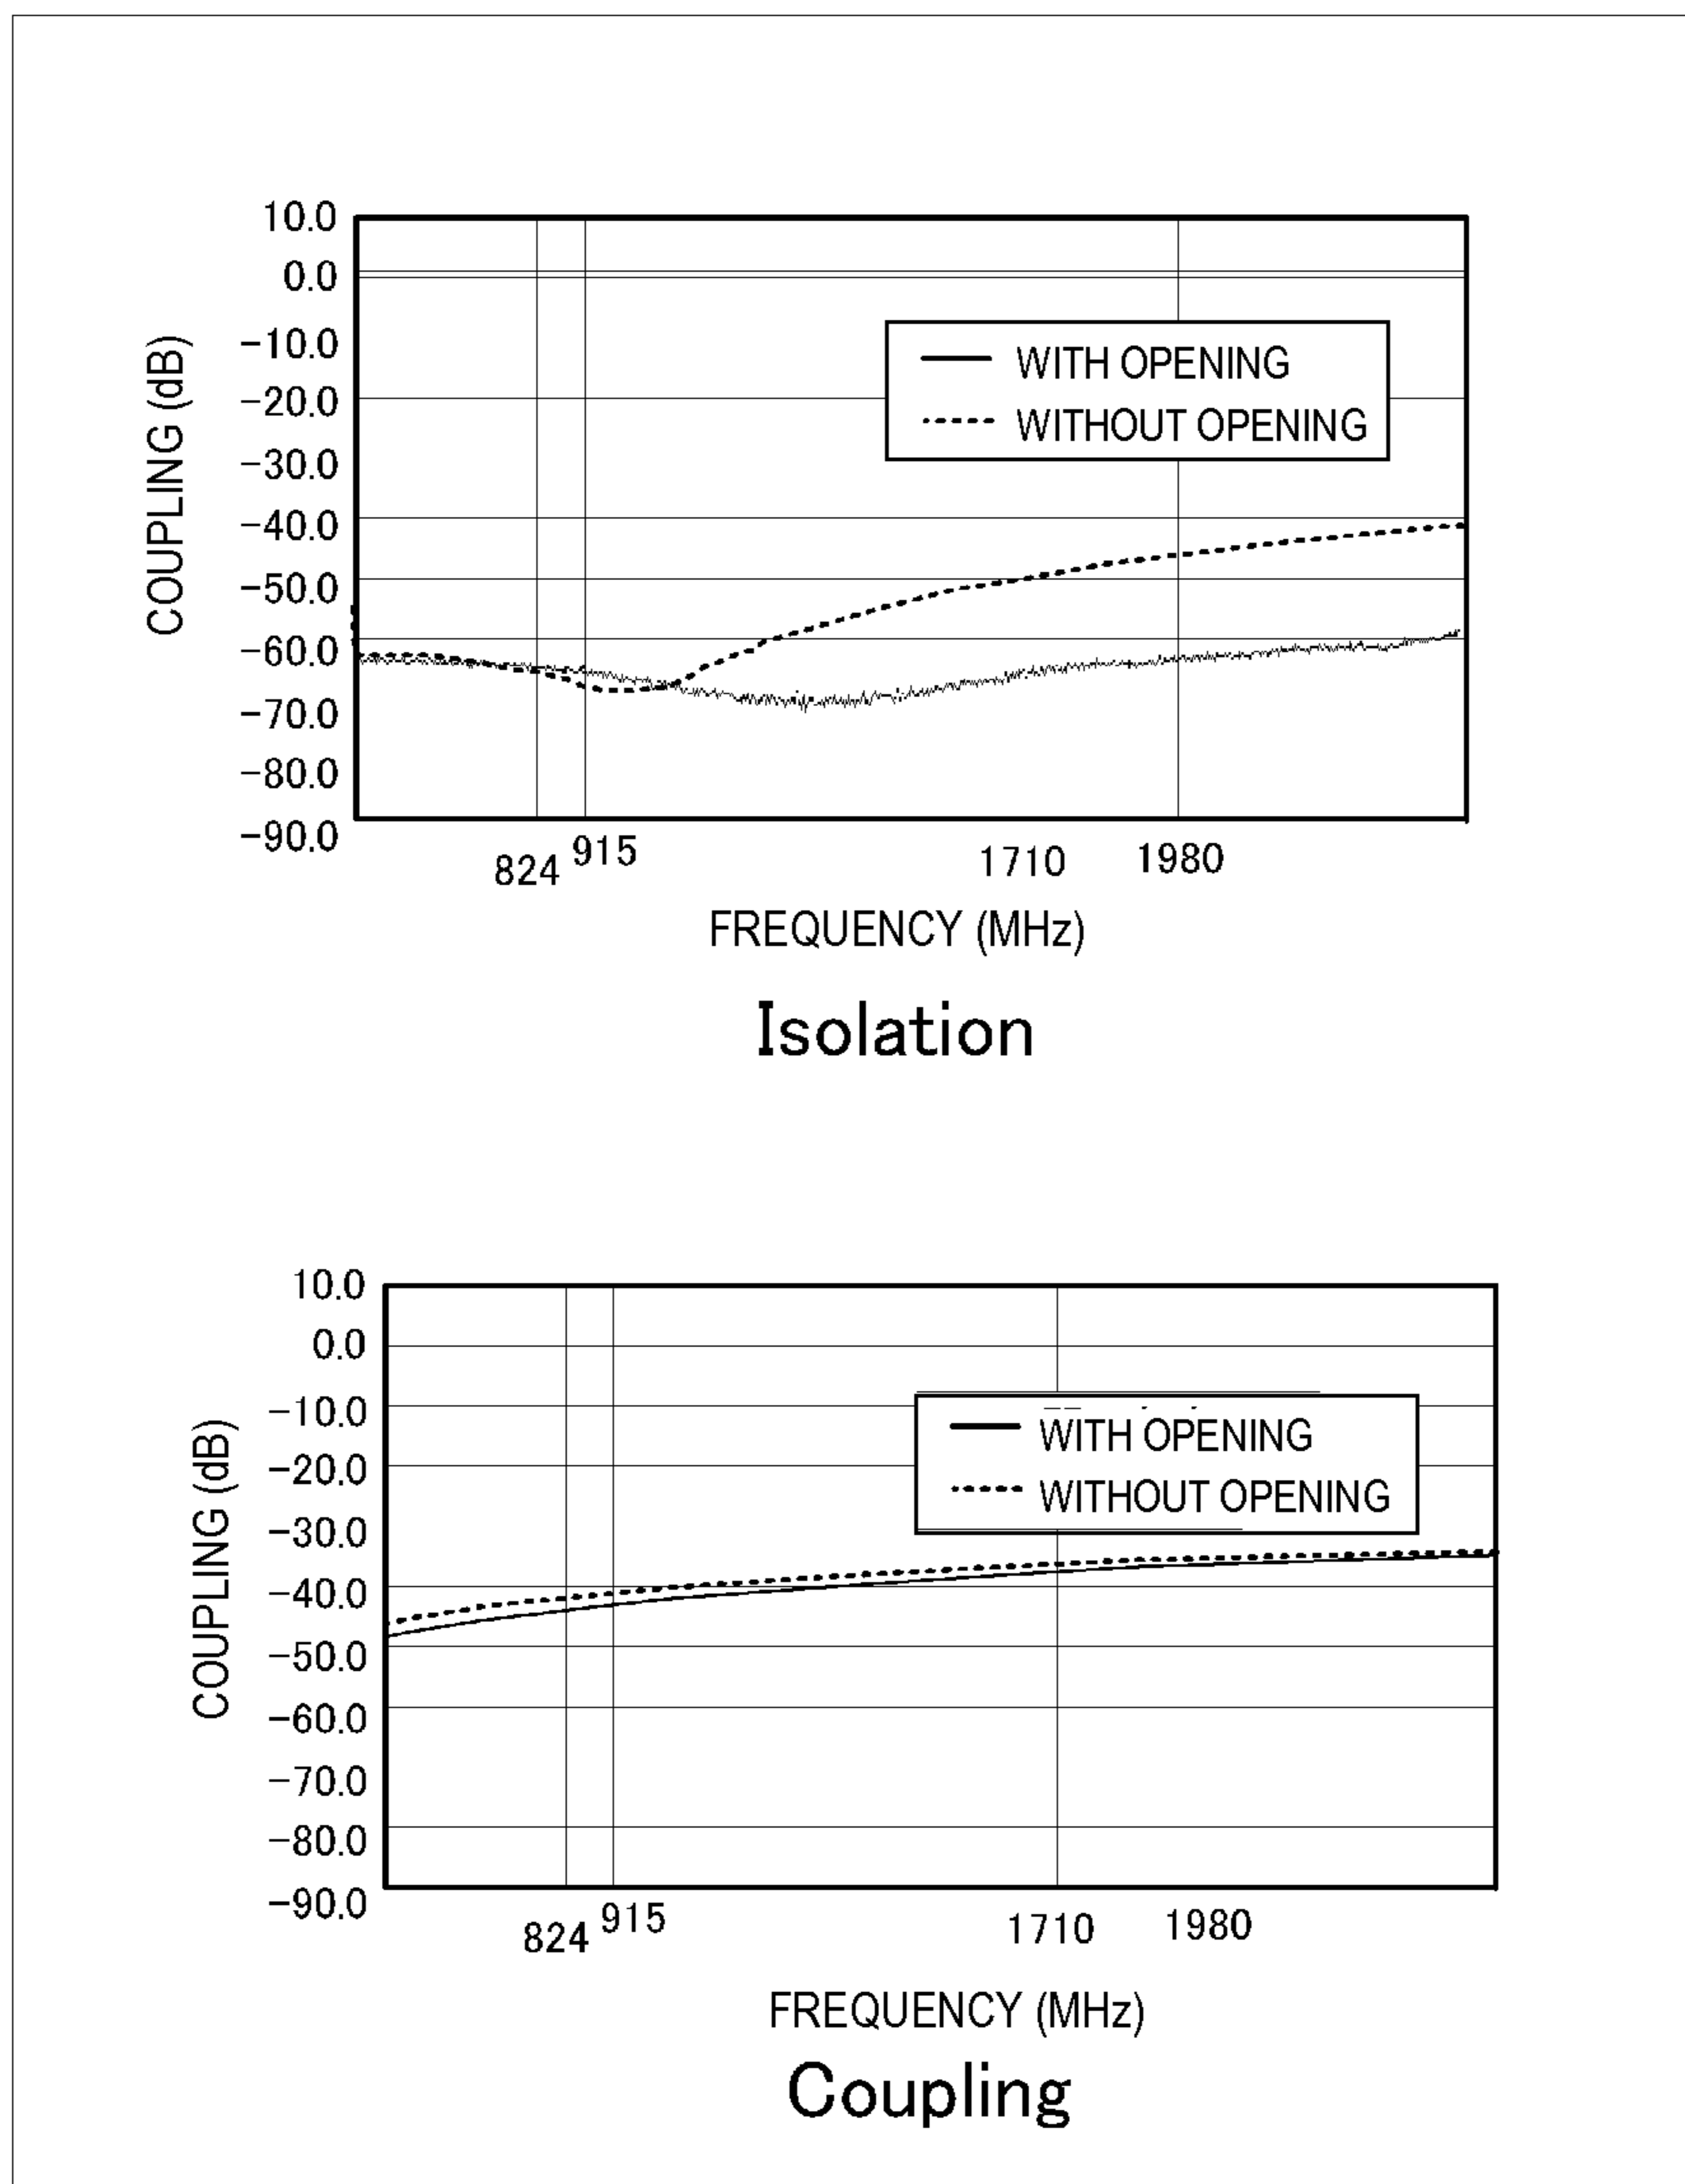 10.0
0.0
-10.0
-20.0
-30.0
-40.0
-50.0
-60.0
-70.0
-80.0
-90.0
COUPLING (dB)
WITH OPENING
WITHOUT OPENING
824 915 1710 1980
FREQUENCY (MHz)
Isolation
10.0
0.0
-10.0
-20.0
-30.0
-40.0
-50.0
-60.0
-70.0
-80.0
-90.0
COUPLING (dB)
WITH OPENING
WITHOUT OPENING
824 915 1710 1980
FREQUENCY (MHz)
Coupling